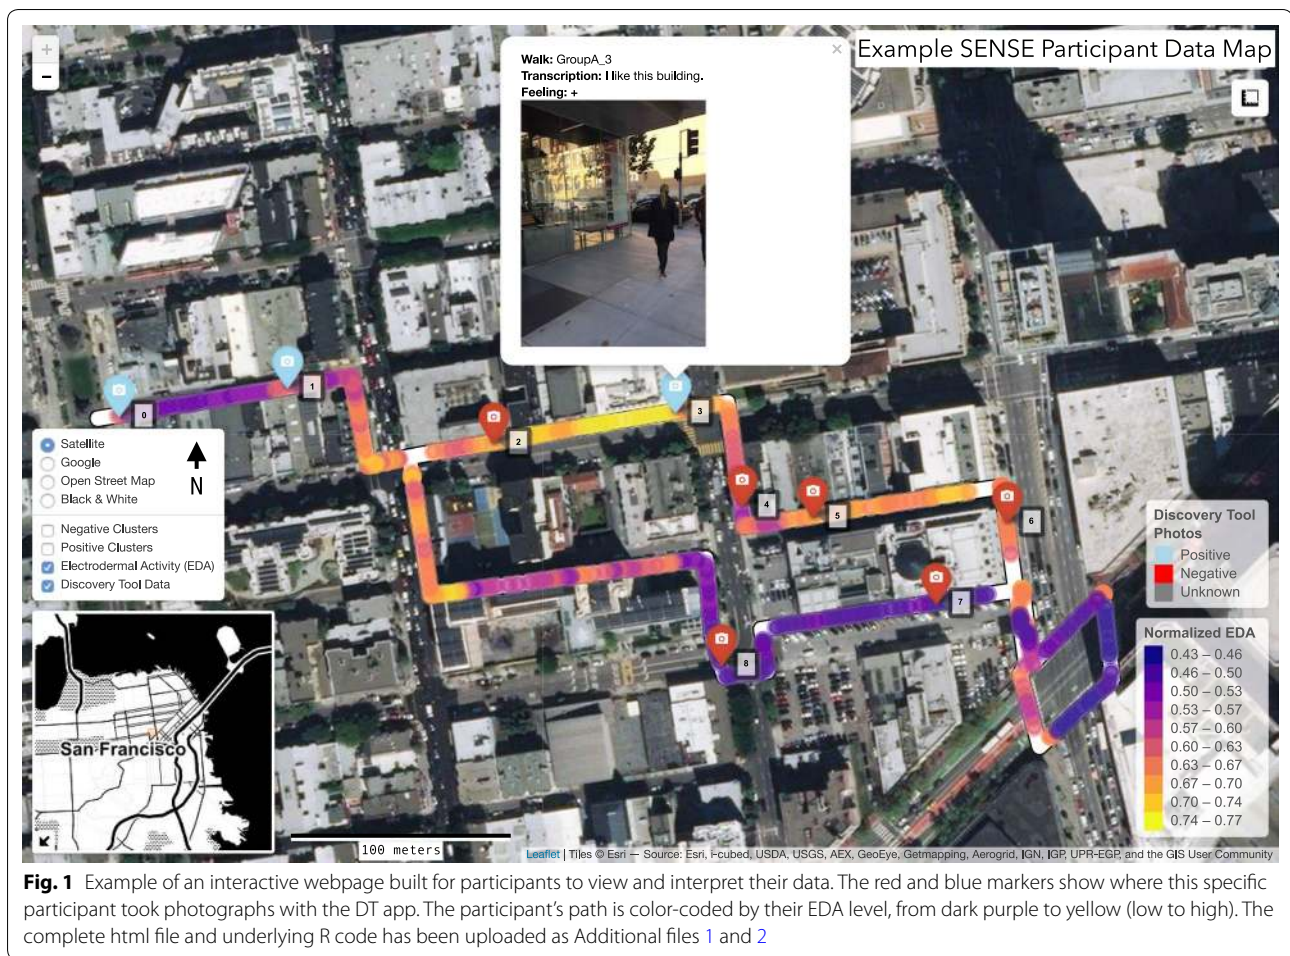 +
−
Walk: GroupA_3
Transcription: I like this building.
Feeling: +
×
Example SENSE Participant Data Map
0
1
2
3
4
5
6
7
8
Satellite
Google
Open Street Map
Black & White
N
Negative Clusters
Positive Clusters
Electrodermal Activity (EDA)
Discovery Tool Data
San Francisco
100 meters
Discovery Tool
Photos
Positive
Negative
Unknown
Normalized EDA
0.43 – 0.46
0.46 – 0.50
0.50 – 0.53
0.53 – 0.57
0.57 – 0.60
0.60 – 0.63
0.63 – 0.67
0.67 – 0.70
0.70 – 0.74
0.74 – 0.77
Leaflet | Tiles © Esri — Source: Esri, i-cubed, USDA, USGS, AEX, GeoEye, Getmapping, Aerogrid, IGN, IGP, UPR-EGP, and the GIS User Community
Fig. 1 Example of an interactive webpage built for participants to view and interpret their data. The red and blue markers show where this specific
participant took photographs with the DT app. The participant's path is color-coded by their EDA level, from dark purple to yellow (low to high). The
complete html file and underlying R code has been uploaded as Additional files 1 and 2